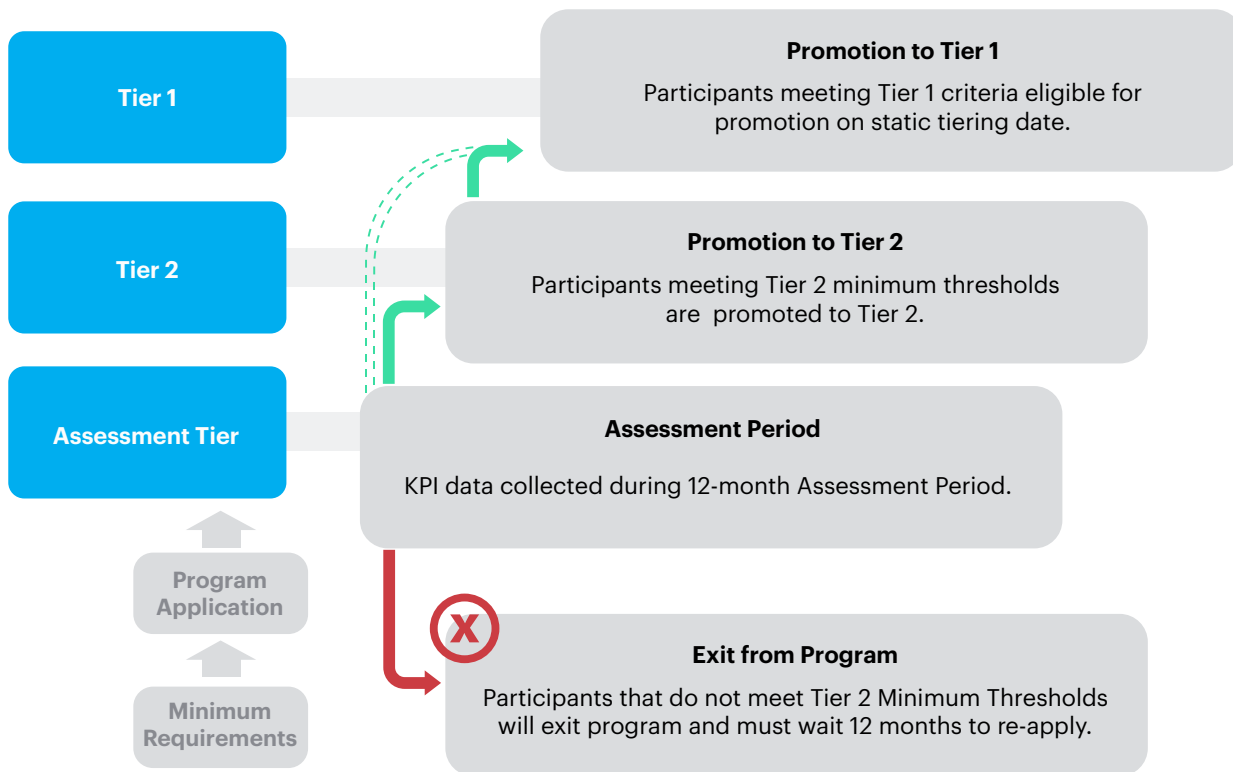 Tier 1
Promotion to Tier 1
Participants meeting Tier 1 criteria eligible for
promotion on static tiering date.
Tier 2
Promotion to Tier 2
Participants meeting Tier 2 minimum thresholds
are promoted to Tier 2.
Assessment Tier
Assessment Period
KPI data collected during 12-month Assessment Period.
Program
Application
Minimum
Requirements
X
Exit from Program
Participants that do not meet Tier 2 Minimum Thresholds
will exit program and must wait 12 months to re-apply.